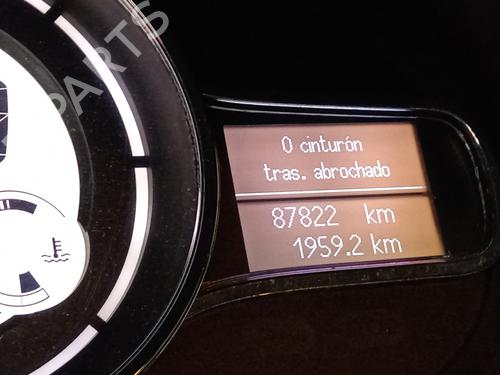 PARTS
0 cinturón
tras. abrochado
87822 km
1959.2 km